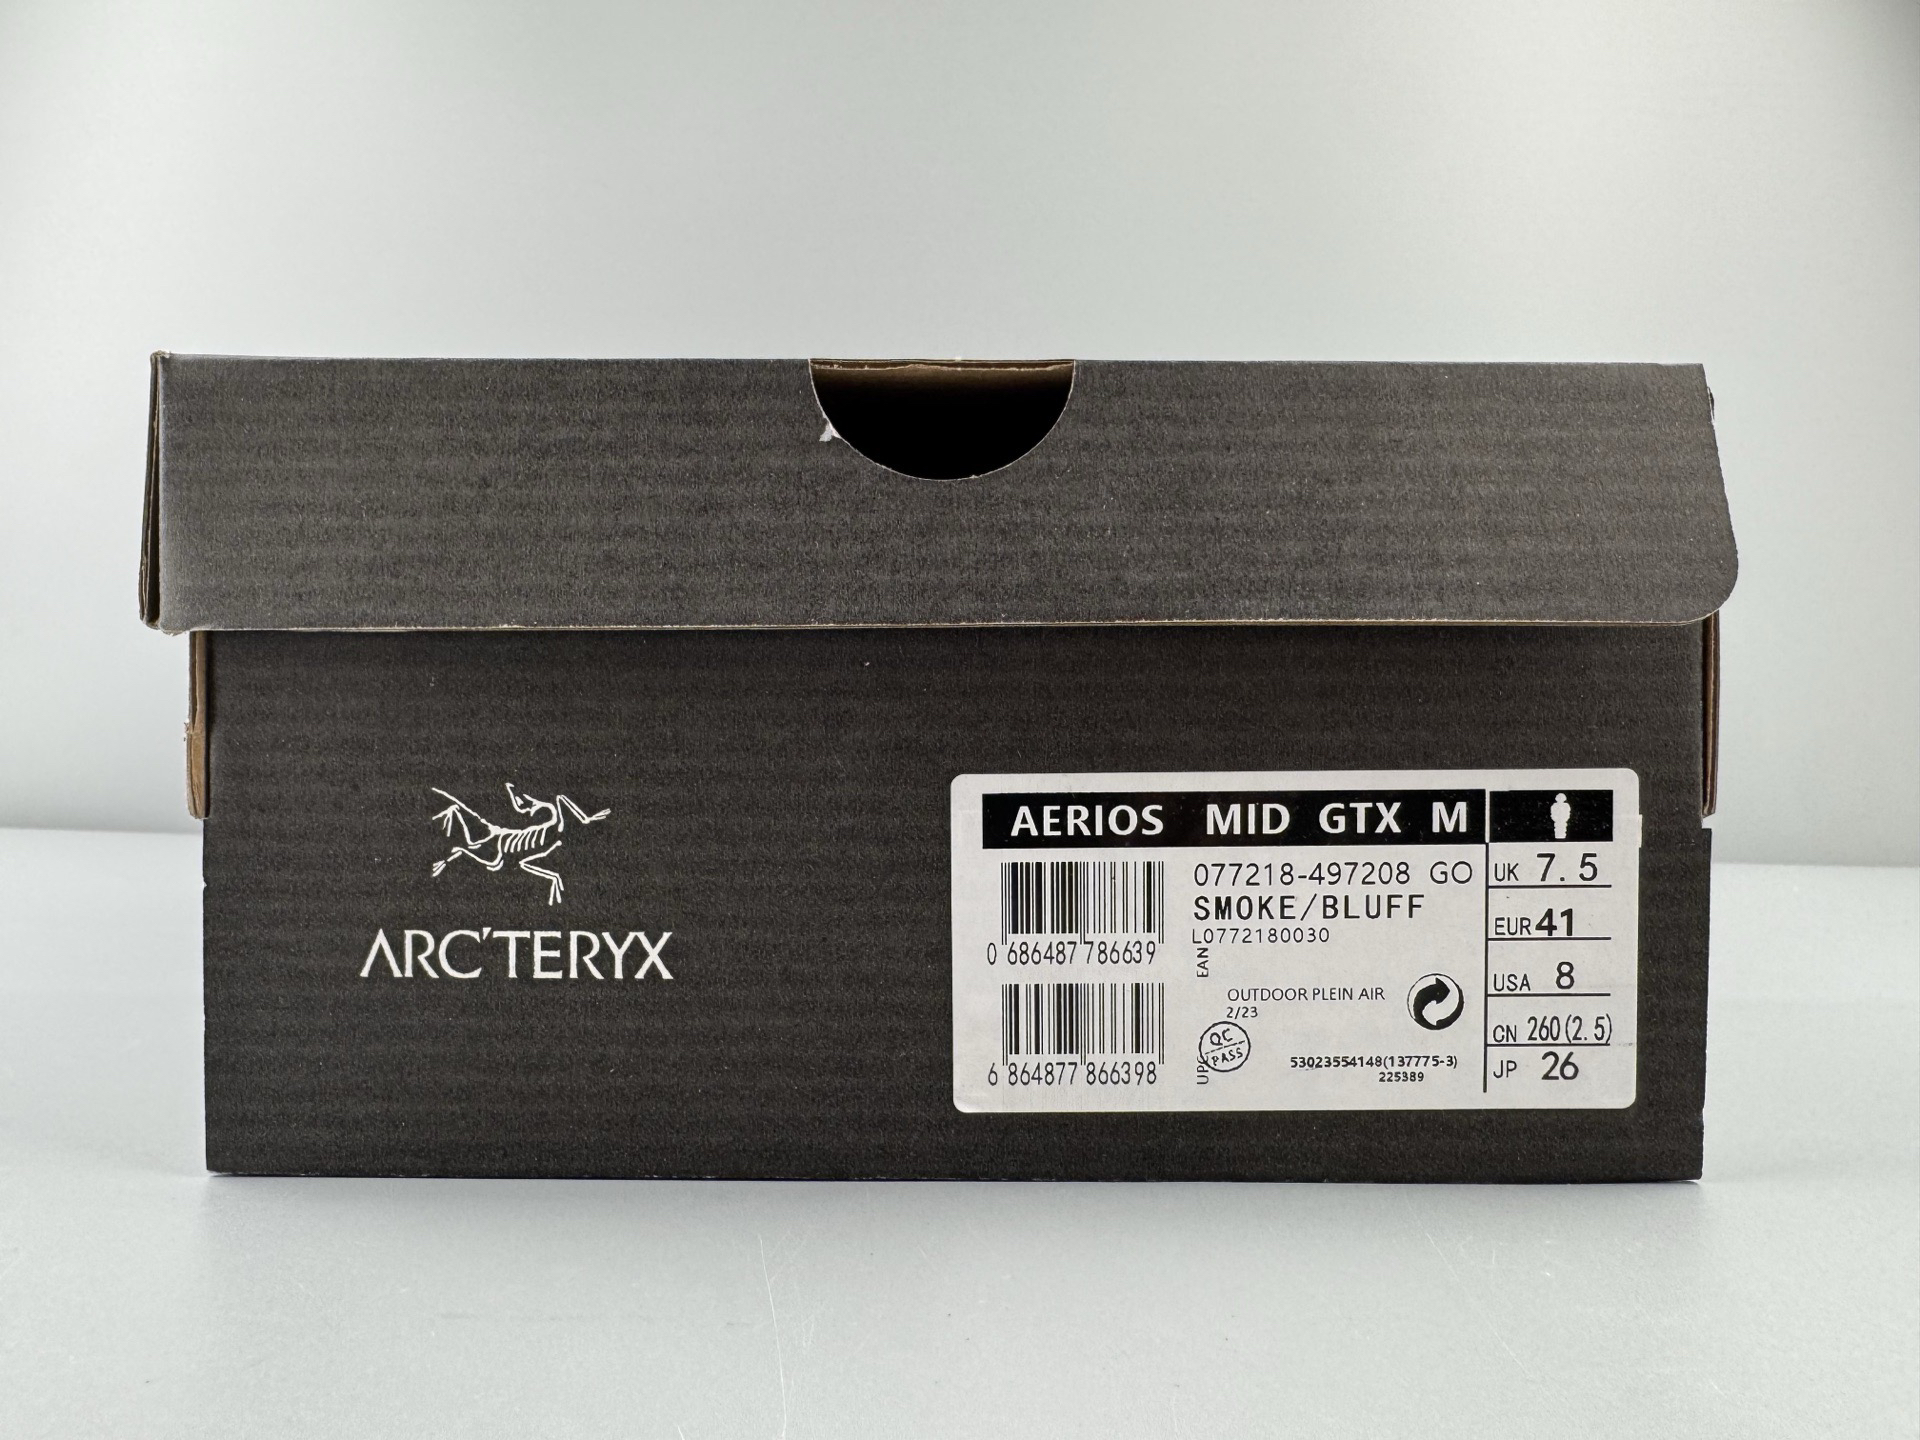 ARC'TERYX
AERIOS MID GTX M
077218-497208 GO
SMOKE/BLUFF
L0772180030
0 686487 786639
EAN
OUTDOOR PLEIN AIR
2/23
QC
PASS
UPC
6 864877 866398
53023554148(137775-3)
225389
UK 7.5
EUR 41
USA 8
CN 260(2.5)
JP 26